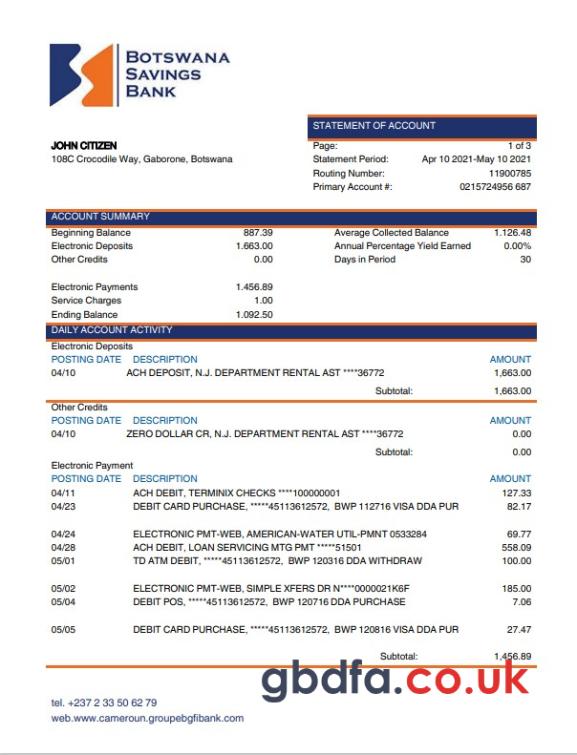 BOTSWANA
SAVINGS
BANK
STATEMENT OF ACCOUNT
JOHN CITIZEN
108C Crocodile Way, Gaborone, Botswana
Page: 1 of 3
Statement Period: Apr 10 2021-May 10 2021
Routing Number: 11900785
Primary Account #: 0215724956 687
ACCOUNT SUMMARY
Beginning Balance 887.39 Average Collected Balance 1.126.48
Electronic Deposits 1.663.00 Annual Percentage Yield Earned 0.00%
Other Credits 0.00 Days in Period 30
Electronic Payments 1.456.89
Service Charges 1.00
Ending Balance 1.092.50
DAILY ACCOUNT ACTIVITY
Electronic Deposits
POSTING DATE DESCRIPTION AMOUNT
04/10 ACH DEPOSIT, N.J. DEPARTMENT RENTAL AST ****36772 1,663.00
Subtotal: 1,663.00
Other Credits
POSTING DATE DESCRIPTION AMOUNT
04/10 ZERO DOLLAR CR, N.J. DEPARTMENT RENTAL AST ****36772 0.00
Subtotal: 0.00
Electronic Payment
POSTING DATE DESCRIPTION AMOUNT
04/11 ACH DEBIT, TERMINIX CHECKS ****100000001 127.33
04/23 DEBIT CARD PURCHASE, *****45113612572, BWP 112716 VISA DDA PUR 82.17
04/24 ELECTRONIC PMT-WEB, AMERICAN-WATER UTIL-PMNT 0533284 69.77
04/28 ACH DEBIT, LOAN SERVICING MTG PMT *****51501 558.09
05/01 TD ATM DEBIT, *****45113612572, BWP 120316 DDA WITHDRAW 100.00
05/02 ELECTRONIC PMT-WEB, SIMPLE XFERS DR N****0000021K6F 185.00
05/04 DEBIT POS, *****45113612572, BWP 120716 DDA PURCHASE 7.06
05/05 DEBIT CARD PURCHASE, *****45113612572, BWP 120816 VISA DDA PUR 27.47
Subtotal: 1,456.89
gbdfa.co.uk
tel. +237 2 33 50 62 79
web.www.cameroun.groupebgfibank.com